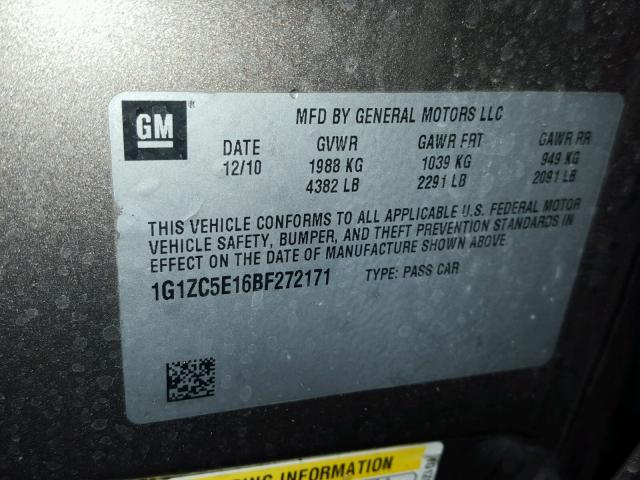 GM
®
MFD BY GENERAL MOTORS LLC
DATE GVWR GAWR FRT GAWR RR
12/10 1988 KG 1039 KG 949 KG
4382 LB 2291 LB 2091 LB
THIS VEHICLE CONFORMS TO ALL APPLICABLE U.S. FEDERAL MOTOR
VEHICLE SAFETY, BUMPER, AND THEFT PREVENTION STANDARDS IN
EFFECT ON THE DATE OF MANUFACTURE SHOWN ABOVE.
1G1ZC5E16BF272171 TYPE: PASS CAR
INFORMATION